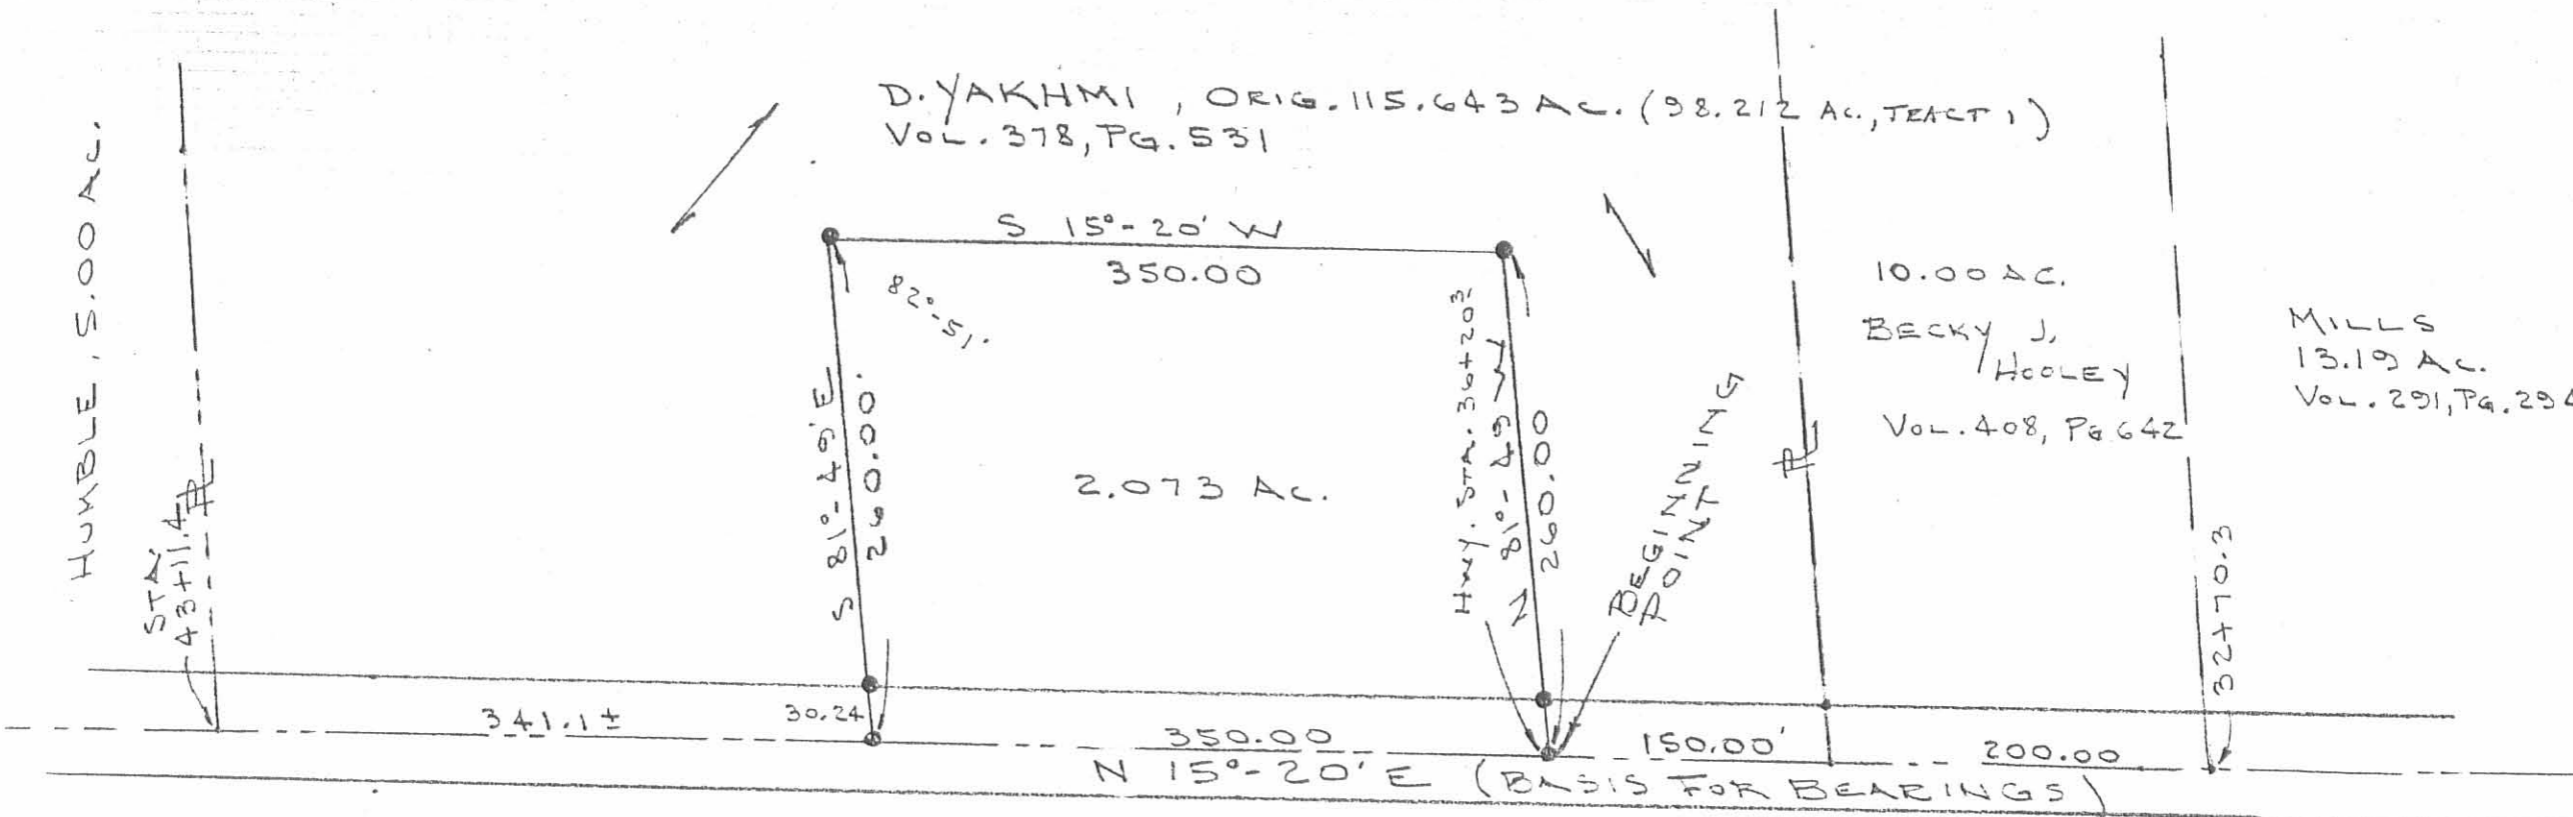 D. YAKHMI, ORIG. 115.643 AC. (98.212 AC., TRACT 1)
VOL. 378, PG. 531
HUMBLE, 5.00 AC.
STA.
43+11.4
PL
S 15°-20' W
350.00
82°-51'
S 81°-49' E
260.00'
2.073 AC.
HWY. STA. 36+20.3
N 81°-49' W
260.00
BEGINNING
POINT
PL
10.00 AC.
BECKY J.
HOOLEY
VOL. 408, PG 642
MILLS
13.19 AC.
VOL. 291, PG. 294
32+70.3
341.1 ±
30.24
350.00
150.00'
200.00
N 15°-20' E (BASIS FOR BEARINGS)